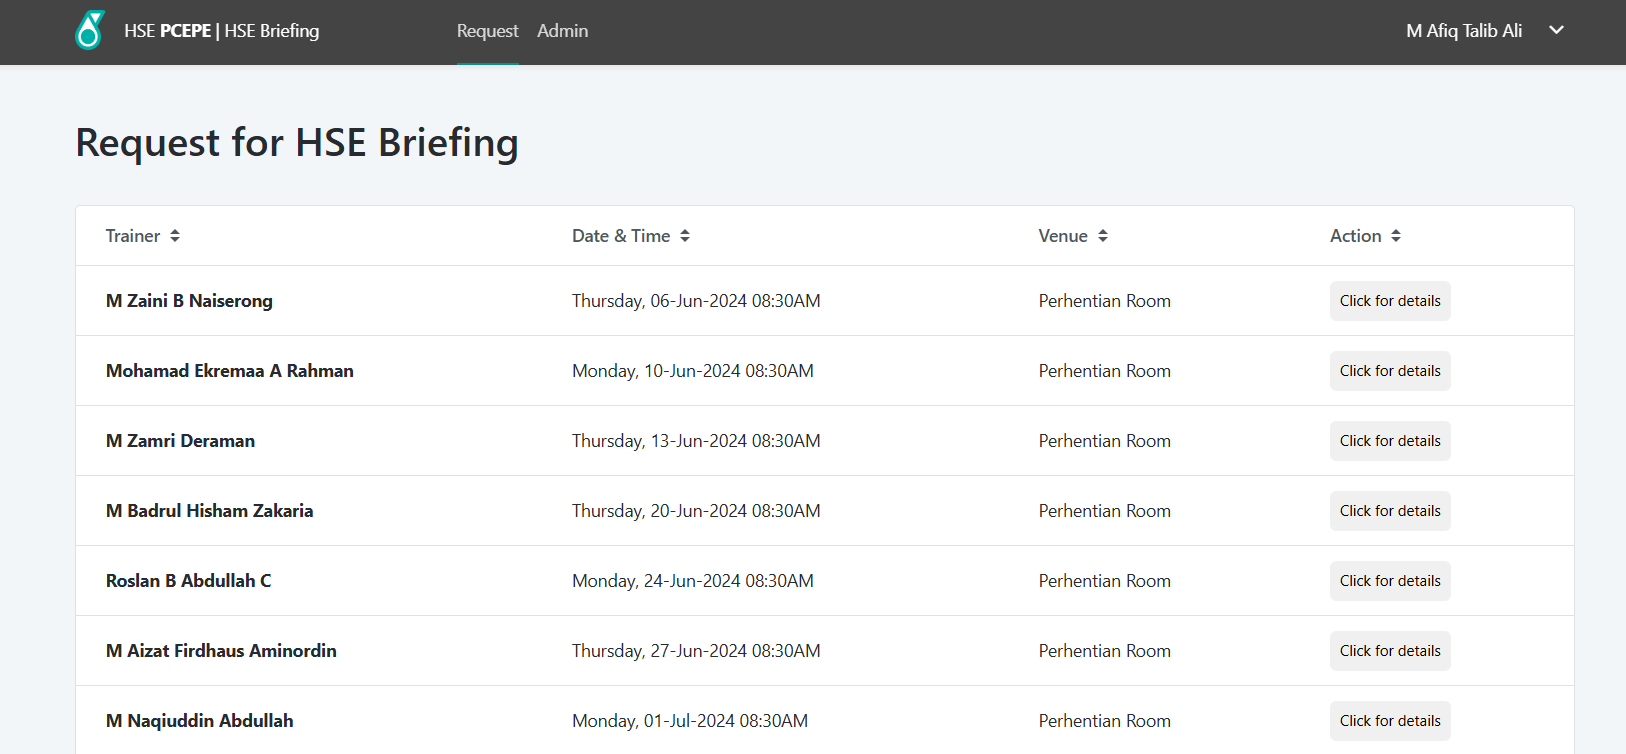 HSE PCEPE | HSE Briefing Request Admin M Afiq Talib Ali
Request for HSE Briefing
Trainer Date & Time Venue Action
M Zaini B Naiserong Thursday, 06-Jun-2024 08:30AM Perhentian Room Click for details
Mohamad Ekremaa A Rahman Monday, 10-Jun-2024 08:30AM Perhentian Room Click for details
M Zamri Deraman Thursday, 13-Jun-2024 08:30AM Perhentian Room Click for details
M Badrul Hisham Zakaria Thursday, 20-Jun-2024 08:30AM Perhentian Room Click for details
Roslan B Abdullah C Monday, 24-Jun-2024 08:30AM Perhentian Room Click for details
M Aizat Firdhaus Aminordin Thursday, 27-Jun-2024 08:30AM Perhentian Room Click for details
M Naqiuddin Abdullah Monday, 01-Jul-2024 08:30AM Perhentian Room Click for details